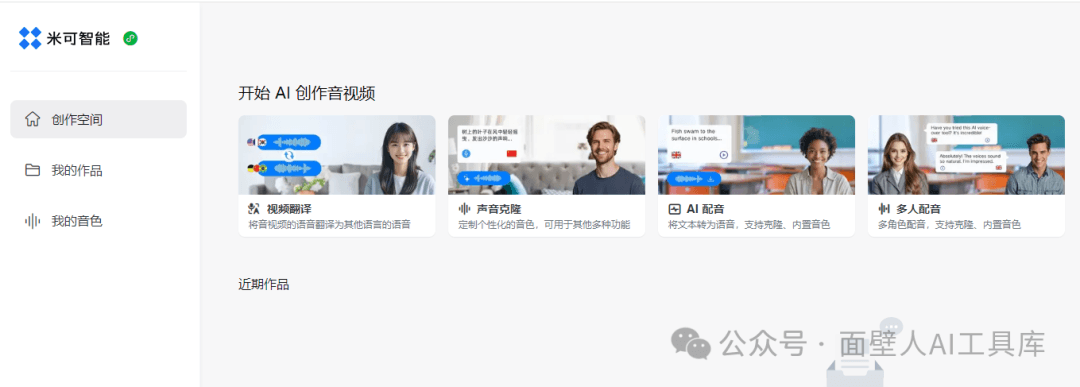 米可智能
创作空间
我的作品
我的音色
开始 AI 创作音视频
视频翻译
将音视频的语音翻译为其他语言的语音
树上的叶子在风中轻轻摇
生，发出沙沙的声响...
声音克隆
定制个性化的音色，可用于其他多种功能
Fish swam to the
surface in schools...
AI 配音
将文本转为语音，支持克隆、内置音色
Have you tried this AI voice-
over tool? It's incredible!
Absolutely! The voices sound
so natural. I'm impressed.
多人配音
多角色配音，支持克隆、内置音色
近期作品
公众号 · 面壁人AI工具库